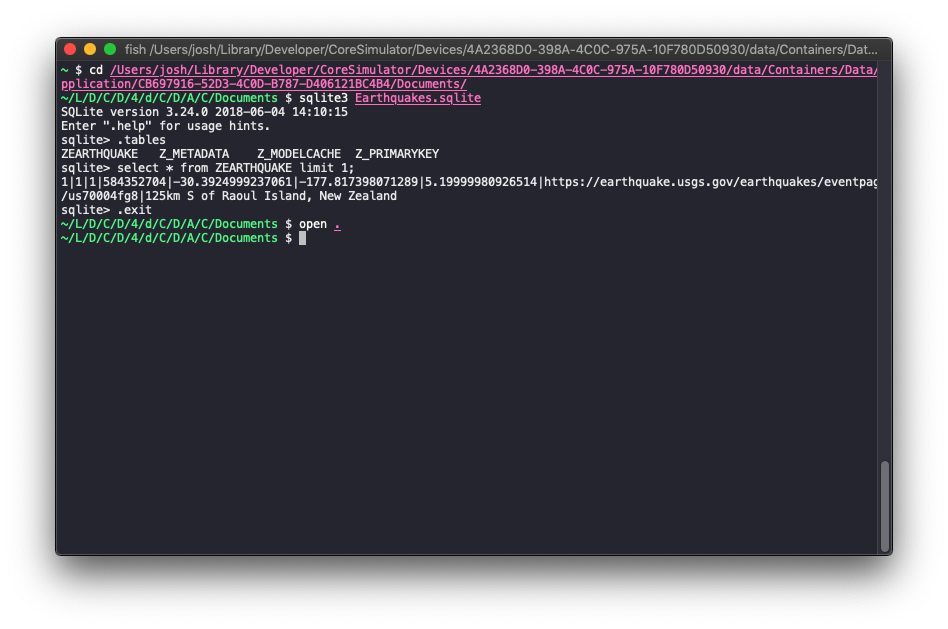 fish /Users/josh/Library/Developer/CoreSimulator/Devices/4A2368D0-398A-4C0C-975A-10F780D50930/data/Containers/Dat...
~ $ cd /Users/josh/Library/Developer/CoreSimulator/Devices/4A2368D0-398A-4C0C-975A-10F780D50930/data/Containers/Data/
pplication/CB697916-52D3-4C0D-B787-D406121BC4B4/Documents/
~/L/D/C/D/4/d/C/D/A/C/Documents $ sqlite3 Earthquakes.sqlite
SQLite version 3.24.0 2018-06-04 14:10:15
Enter ".help" for usage hints.
sqlite> .tables
ZEARTHQUAKE   Z_METADATA    Z_MODELCACHE  Z_PRIMARYKEY
sqlite> select * from ZEARTHQUAKE limit 1;
1|1|1|584352704|-30.3924999237061|-177.817398071289|5.19999980926514|https://earthquake.usgs.gov/earthquakes/eventpag
/us70004fg8|125km S of Raoul Island, New Zealand
sqlite> .exit
~/L/D/C/D/4/d/C/D/A/C/Documents $ open .
~/L/D/C/D/4/d/C/D/A/C/Documents $